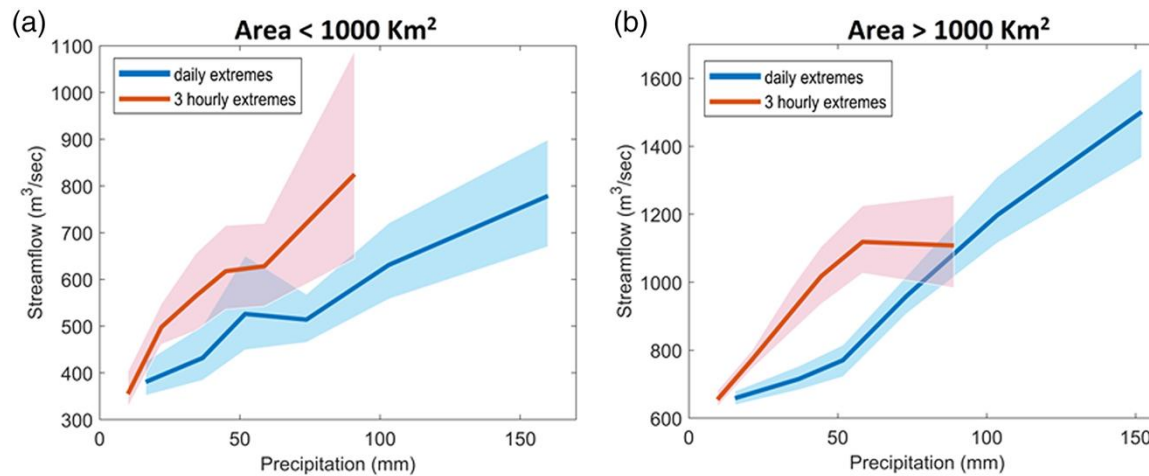 (a)
Area < 1000 Km²
daily extremes
3 hourly extremes
1100
1000
900
800
700
600
500
400
300
Streamflow (m³/sec)
0
50
100
150
Precipitation (mm)
(b)
Area > 1000 Km²
daily extremes
3 hourly extremes
1600
1400
1200
1000
800
600
Streamflow (m³/sec)
0
50
100
150
Precipitation (mm)